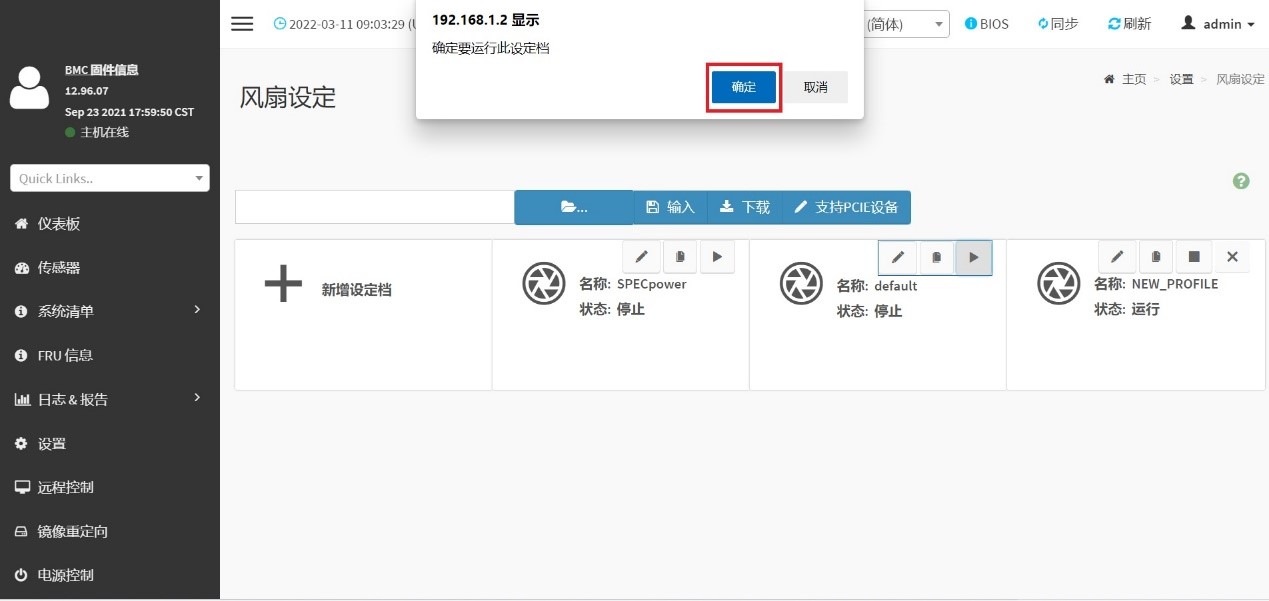 192.168.1.2 显示
确定要运行此设定档
确定
取消
2022-03-11 09:03:29 (U
(简体)
BIOS
同步
刷新
admin
BMC 固件信息
12.96.07
Sep 23 2021 17:59:50 CST
主机在线
Quick Links..
仪表板
传感器
系统清单
FRU 信息
日志 & 报告
设置
远程控制
镜像重定向
电源控制
风扇设定
主页 > 设置 > 风扇设定
... 输入 下载 支持PCIE设备
新增设定档
名称: SPECpower
状态: 停止
名称: default
状态: 停止
名称: NEW_PROFILE
状态: 运行